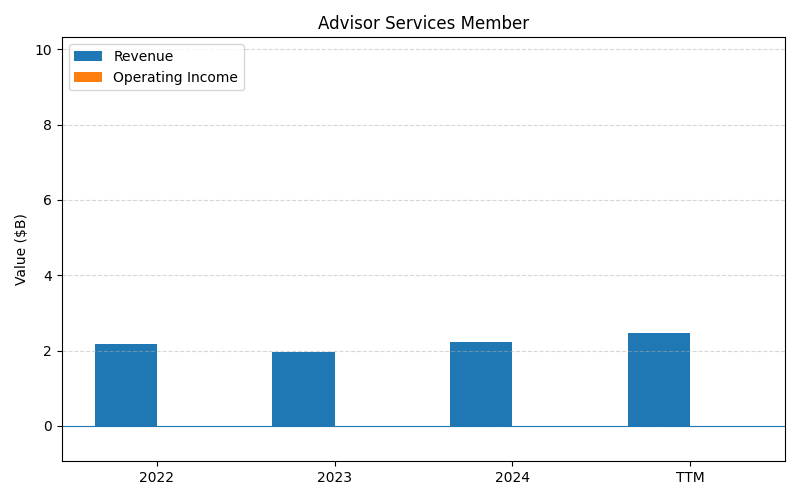 Advisor Services Member
Revenue
Operating Income
Value ($B)
10
8
6
4
2
0
2022
2023
2024
TTM